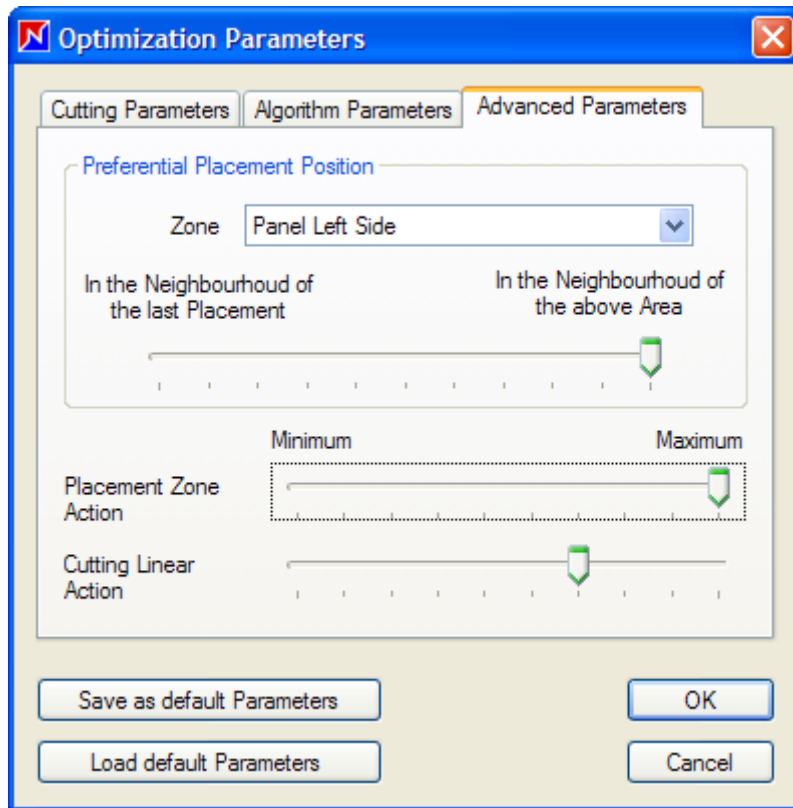 Optimization Parameters
Cutting Parameters
Algorithm Parameters
Advanced Parameters
Preferential Placement Position
Zone
Panel Left Side
In the Neighbourhoud of
the last Placement
In the Neighbourhoud of
the above Area
Minimum
Maximum
Placement Zone
Action
Cutting Linear
Action
Save as default Parameters
OK
Load default Parameters
Cancel